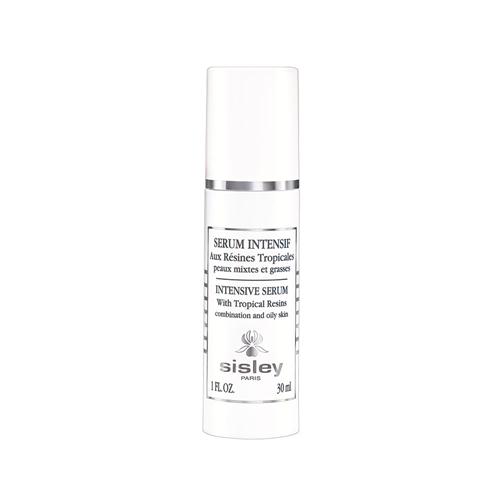 SERUM INTENSIF
Aux Résines Tropicales
peaux mixtes et grasses
INTENSIVE SERUM
With Tropical Resins
combination and oily skin
sisley
PARIS
1 FL.OZ. 30 ml